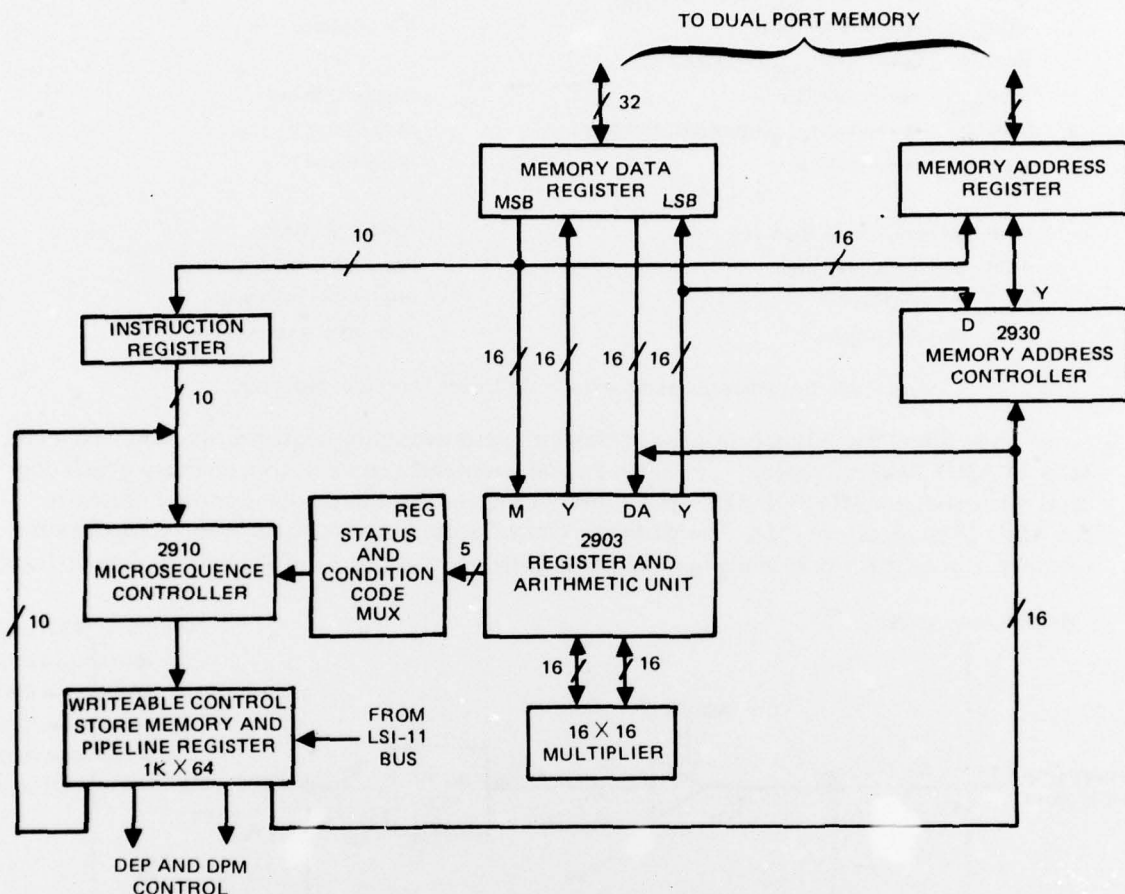 TO DUAL PORT MEMORY
32
MEMORY DATA
REGISTER
MSB
LSB
MEMORY ADDRESS
REGISTER
10
16
INSTRUCTION
REGISTER
Y
D
2930
MEMORY ADDRESS
CONTROLLER
10
16
16
16
16
M
Y
DA
Y
2903
REGISTER AND
ARITHMETIC UNIT
REG
STATUS
AND
CONDITION
CODE
MUX
5
2910
MICROSEQUENCE
CONTROLLER
10
16
16
16
16 X 16
MULTIPLIER
WRITEABLE CONTROL
STORE MEMORY AND
PIPELINE REGISTER
1K X 64
FROM
LSI-11
BUS
DEP AND DPM
CONTROL